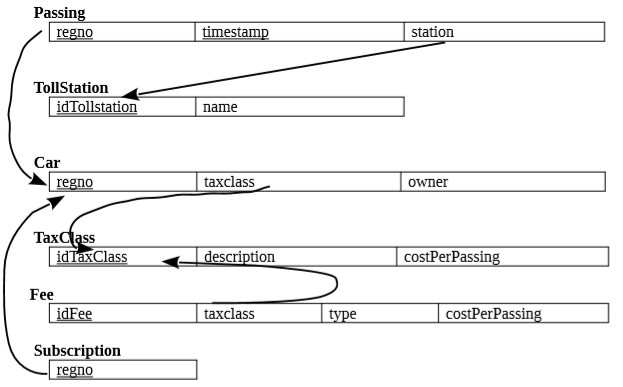 Passing
regno timestamp station
TollStation
idTollstation name
Car
regno taxclass owner
TaxClass
idTaxClass description costPerPassing
Fee
idFee taxclass type costPerPassing
Subscription
regno